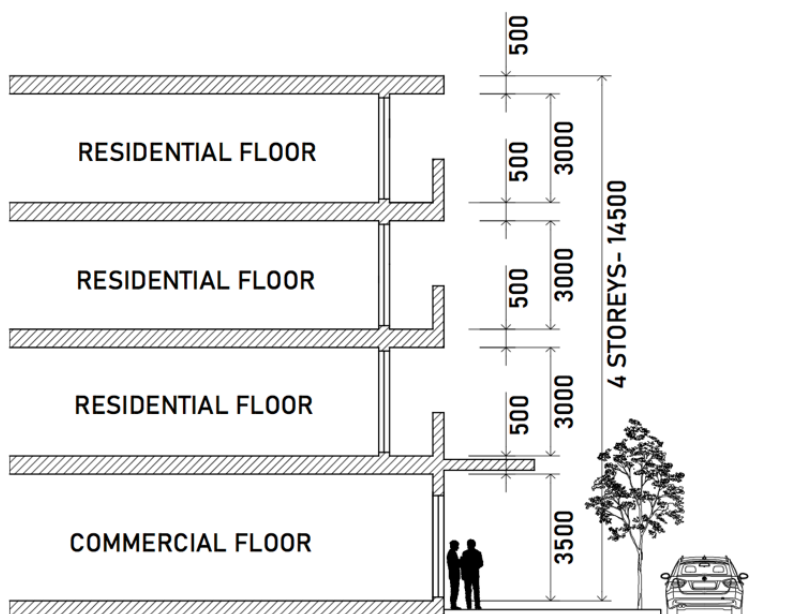 500
RESIDENTIAL FLOOR
3000
500
RESIDENTIAL FLOOR
3000
500
4 STOREYS- 14500
RESIDENTIAL FLOOR
3000
500
COMMERCIAL FLOOR
3500